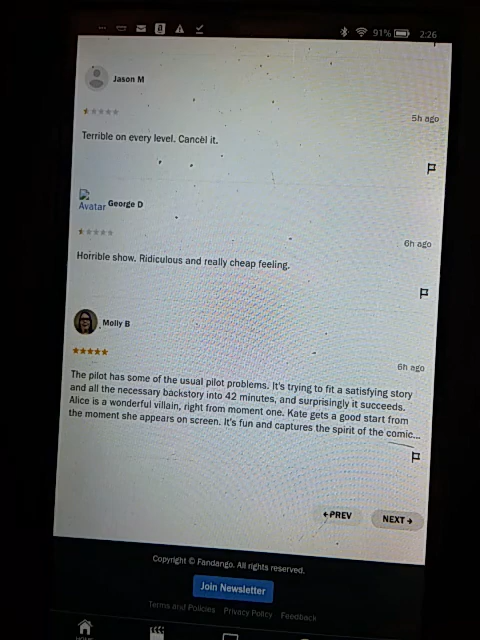 91% 2:26
Jason M
5h ago
Terrible on every level. Cancel it.
Avatar George D
6h ago
Horrible show. Ridiculous and really cheap feeling.
Molly B
6h ago
The pilot has some of the usual pilot problems. It's trying to fit a satisfying story
and all the necessary backstory into 42 minutes, and surprisingly it succeeds.
Alice is a wonderful villain, right from moment one. Kate gets a good start from
the moment she appears on screen. It's fun and captures the spirit of the comic...
←PREV NEXT→
Copyright © Fandango. All rights reserved.
Join Newsletter
Terms and Policies Privacy Policy Feedback
HOME